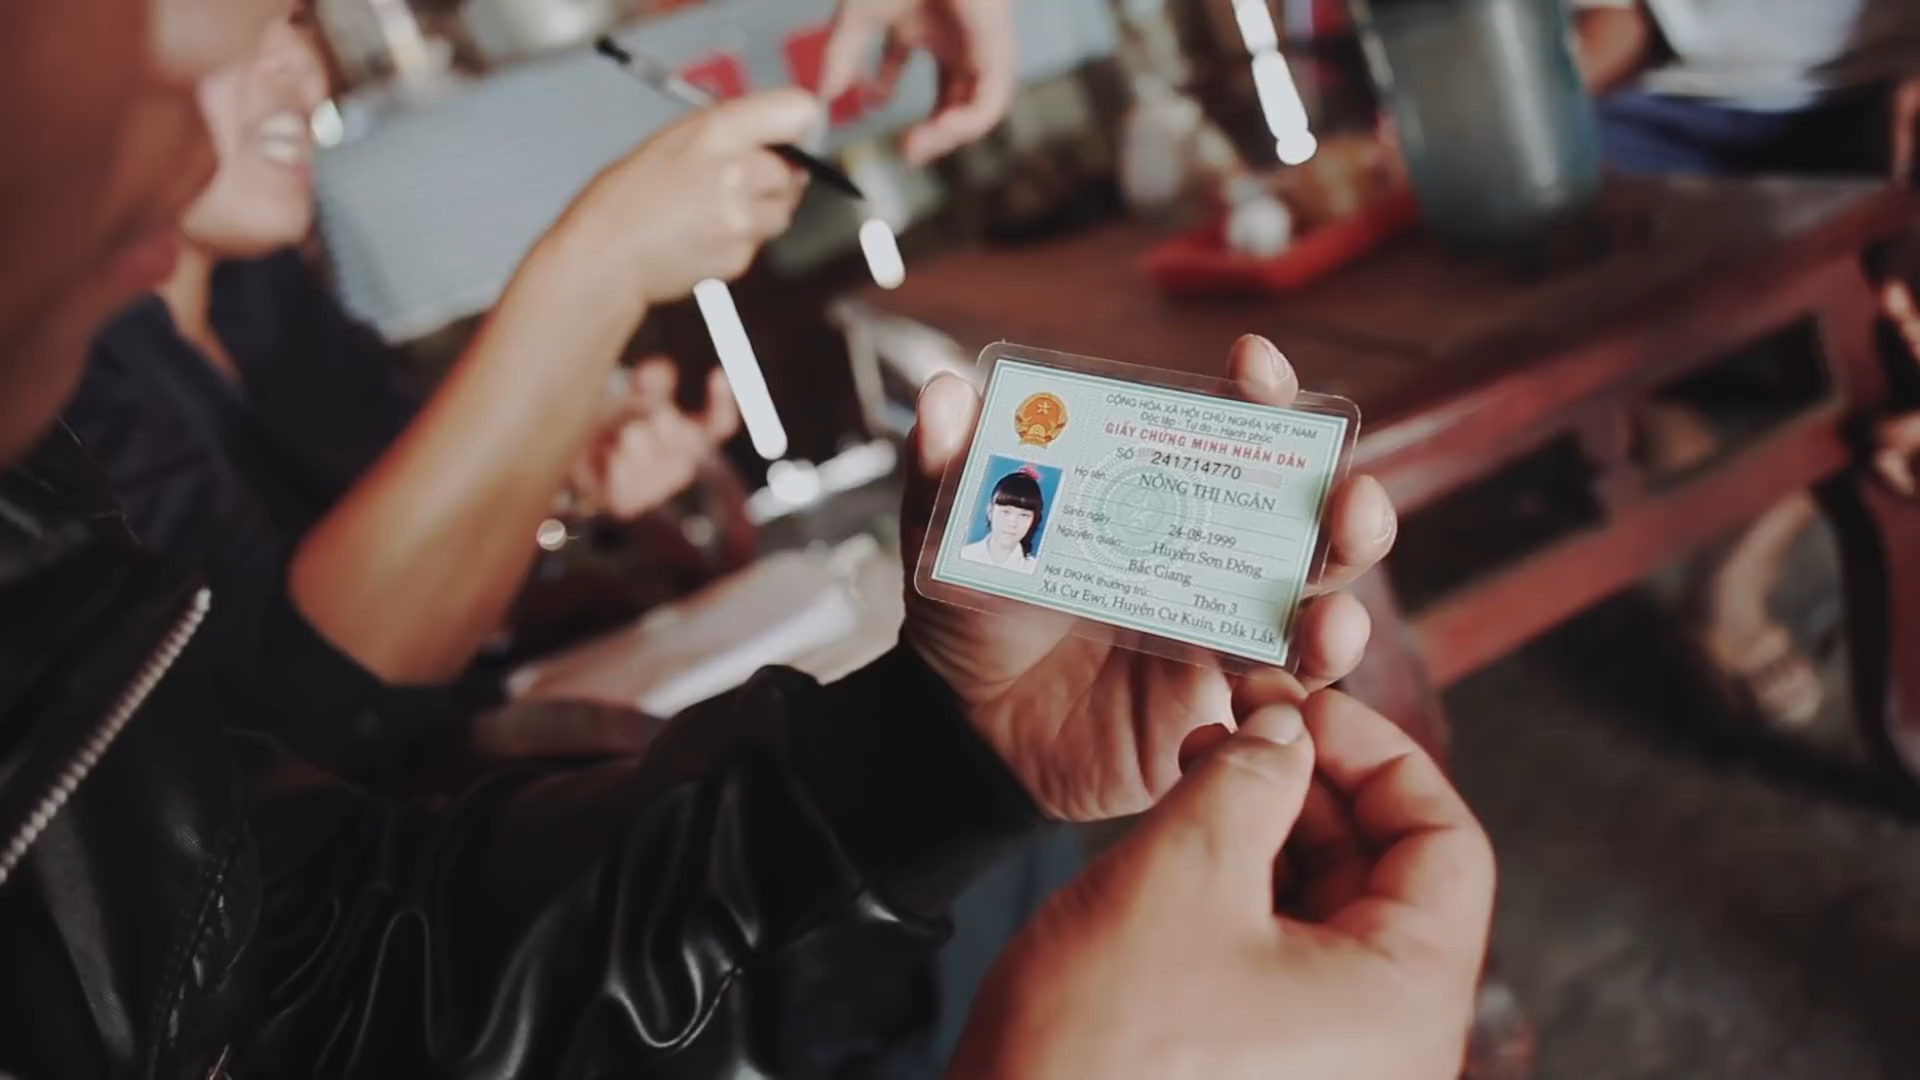 CỘNG HÒA XÃ HỘI CHỦ NGHĨA VIỆT NAM
Độc lập - Tự do - Hạnh phúc
GIẤY CHỨNG MINH NHÂN DÂN
SỐ 241714770
Họ tên: NÔNG THỊ NGÂN
Sinh ngày 24-08-1999
Nguyên quán: Huyện Sơn Động
Bắc Giang
Nơi ĐKHK thường trú: Thôn 3
Xã Cư Ewi, Huyện Cư Kuin, Đắk Lắk